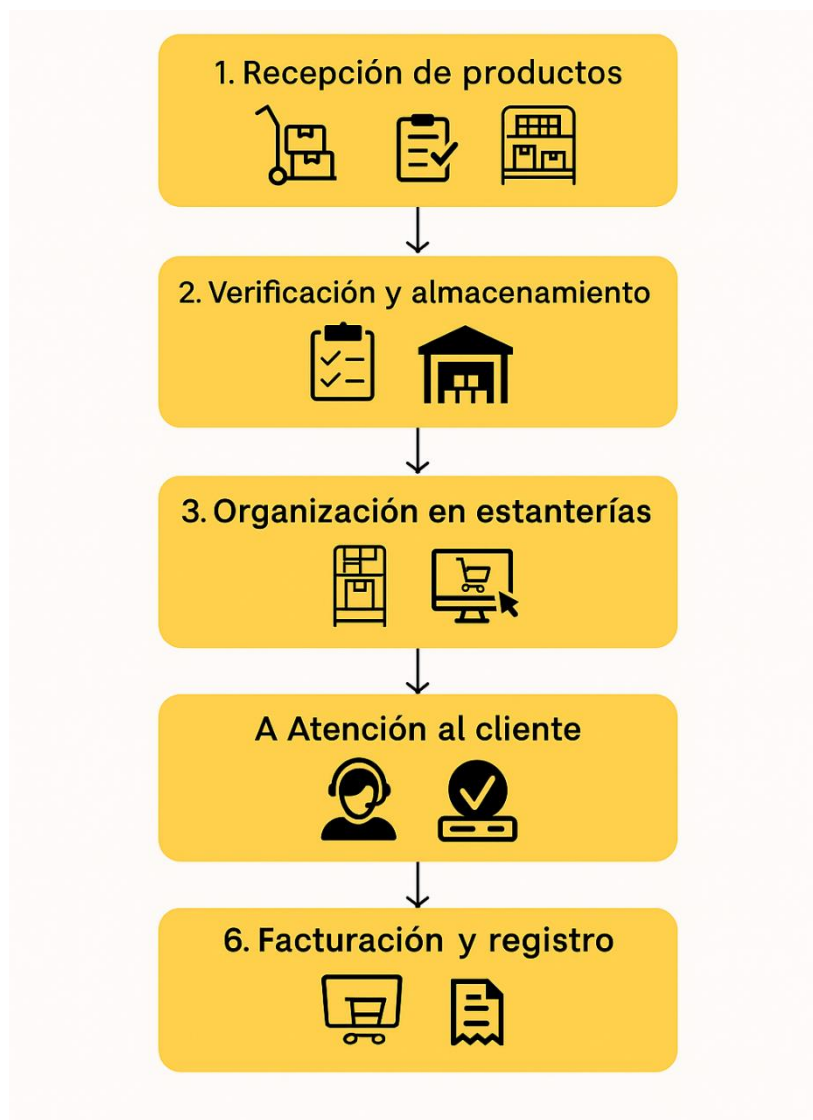 1. Recepción de productos
2. Verificación y almacenamiento
3. Organización en estanterías
A Atención al cliente
6. Facturación y registro